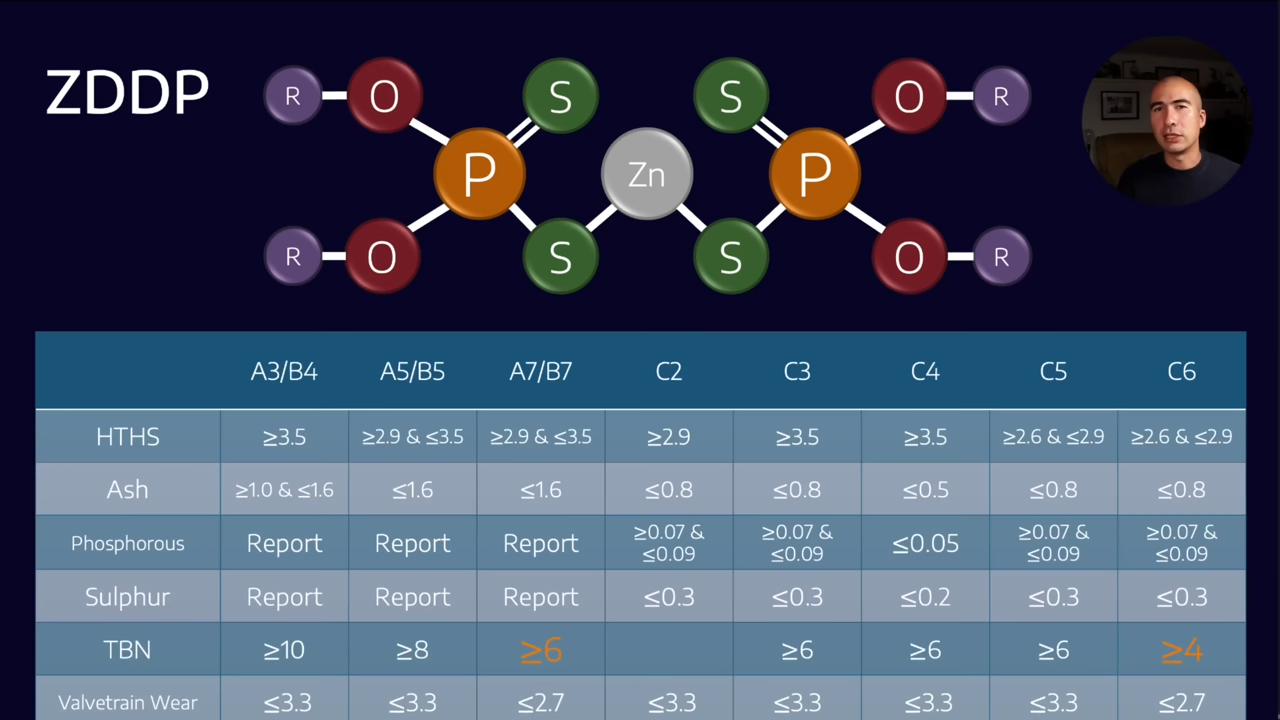 ZDDP
R O S S O R
P Zn P
R O S S O R
A3/B4 A5/B5 A7/B7 C2 C3 C4 C5 C6
HTHS ≥3.5 ≥2.9 & ≤3.5 ≥2.9 & ≤3.5 ≥2.9 ≥3.5 ≥3.5 ≥2.6 & ≤2.9 ≥2.6 & ≤2.9
Ash ≥1.0 & ≤1.6 ≤1.6 ≤1.6 ≤0.8 ≤0.8 ≤0.5 ≤0.8 ≤0.8
Phosphorous Report Report Report ≥0.07 & ≤0.09 ≥0.07 & ≤0.09 ≤0.05 ≥0.07 & ≤0.09 ≥0.07 & ≤0.09
Sulphur Report Report Report ≤0.3 ≤0.3 ≤0.2 ≤0.3 ≤0.3
TBN ≥10 ≥8 ≥6 ≥6 ≥6 ≥6 ≥4
Valvetrain Wear ≤3.3 ≤3.3 ≤2.7 ≤3.3 ≤3.3 ≤3.3 ≤3.3 ≤2.7